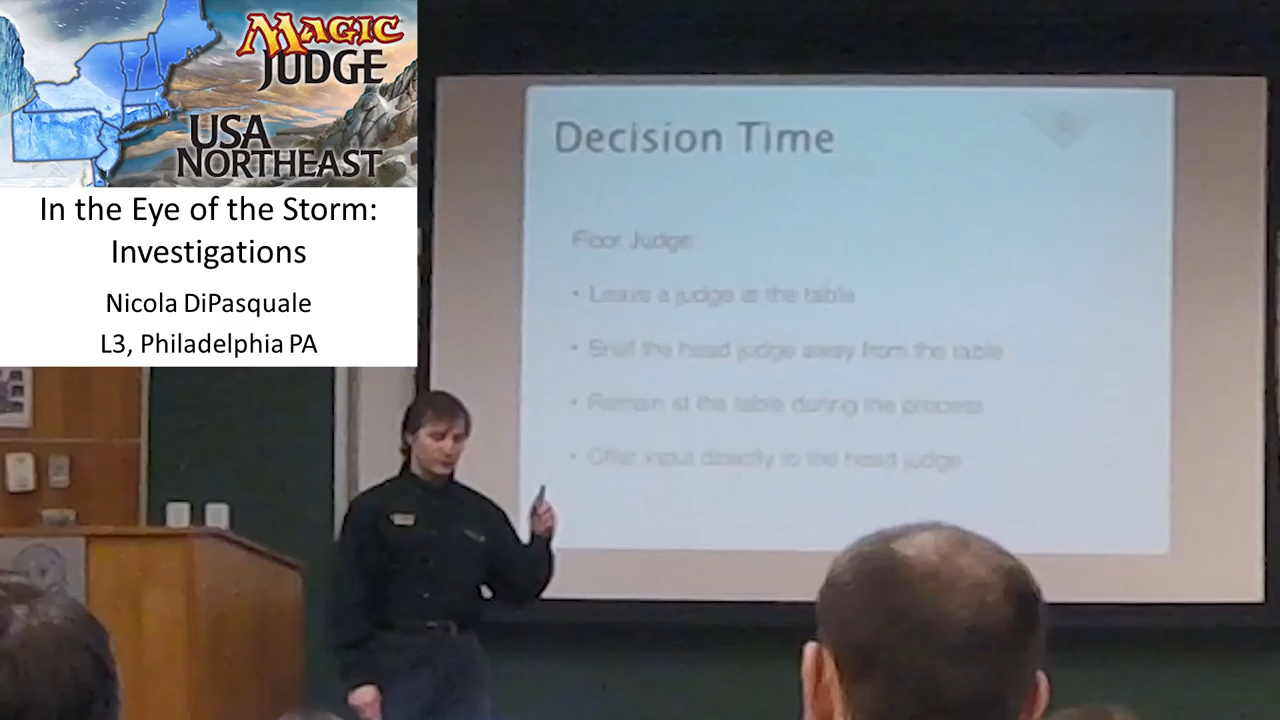 MAGIC
JUDGE
USA
NORTHEAST
In the Eye of the Storm:
Investigations
Nicola DiPasquale
L3, Philadelphia PA
Decision Time
Floor Judge
• Leave a judge at the table
• Brief the head judge away from the table
• Remain at the table during the process
• Offer input directly to the head judge